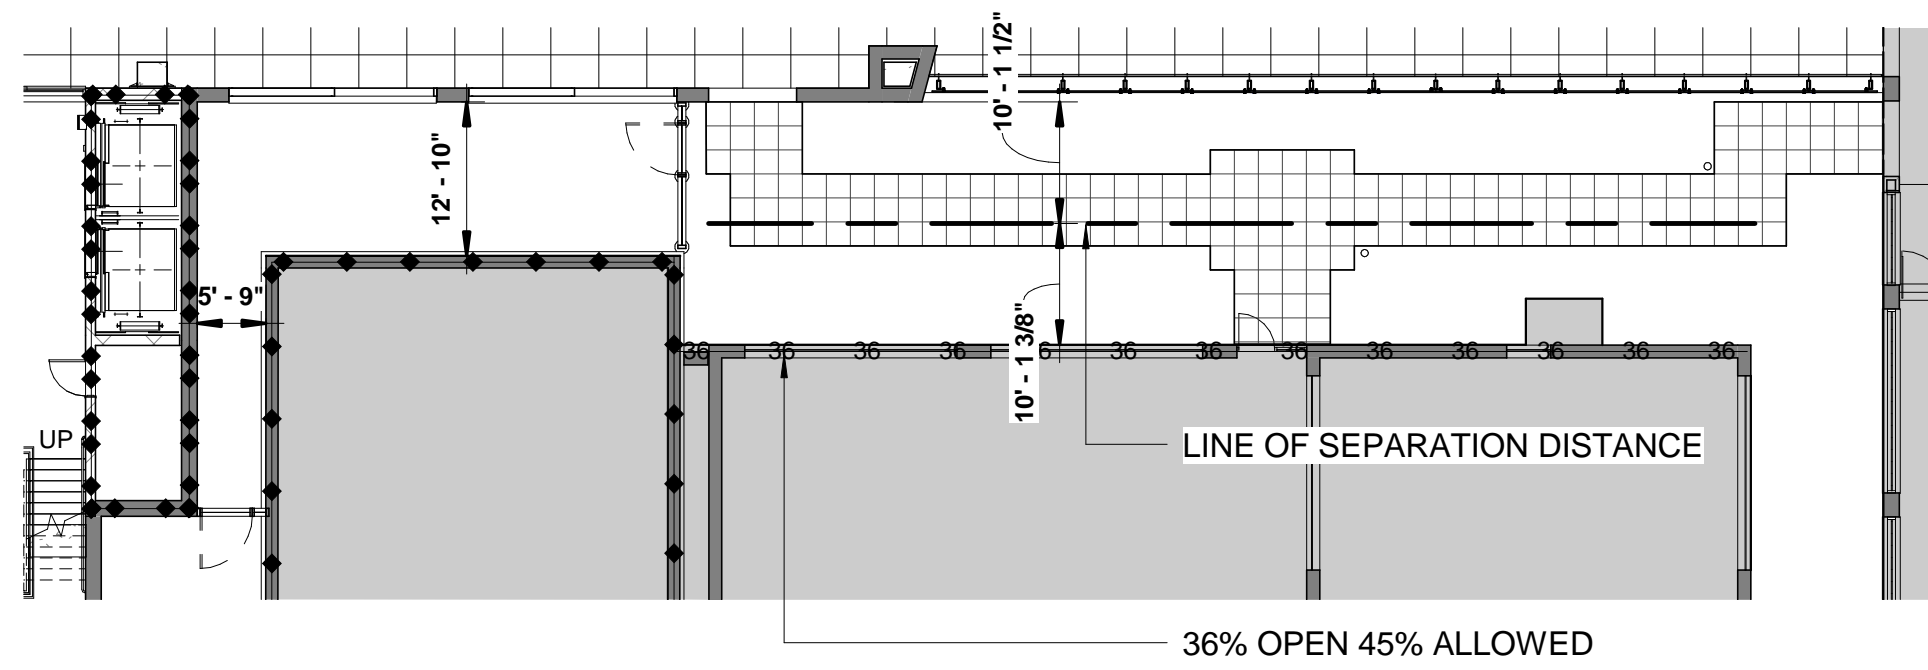 10' - 1 1/2"
12' - 10"
5' - 9"
10' - 1 3/8"
36 36 36 36 6 36 36 36 36 36 36 36 36
UP
LINE OF SEPARATION DISTANCE
36% OPEN 45% ALLOWED